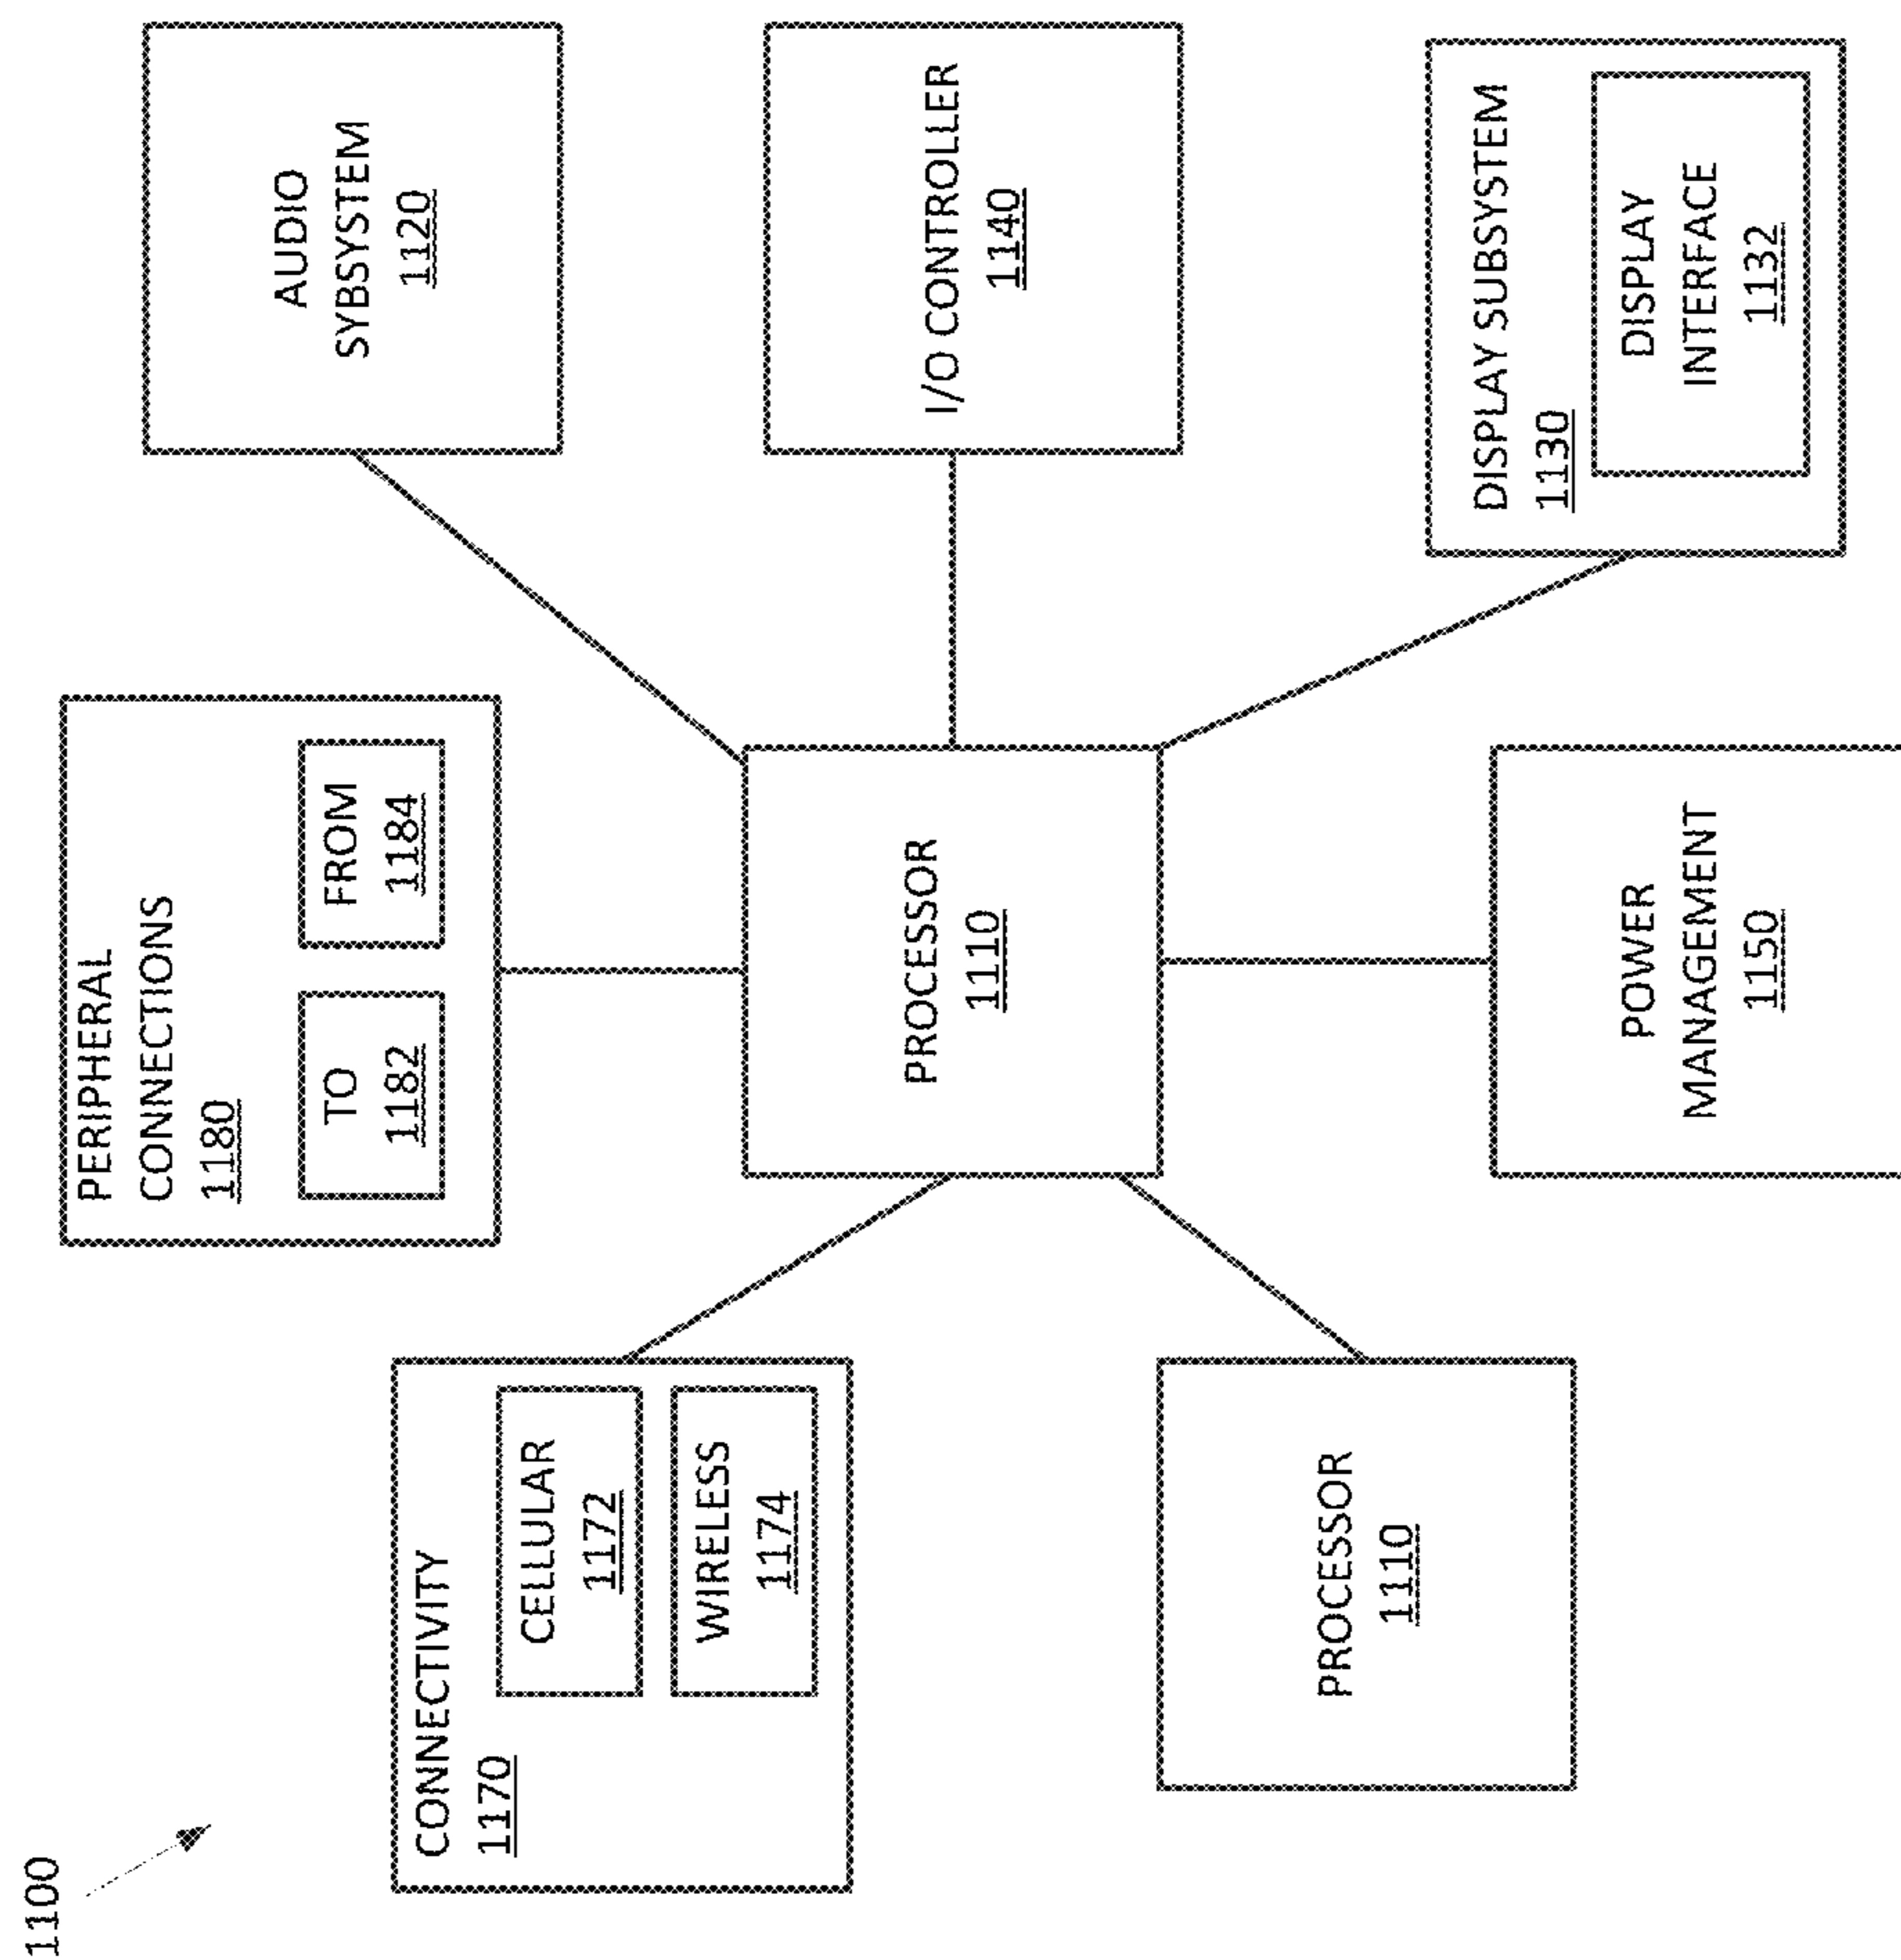 1100
CONNECTIVITY
1170
CELLULAR
1172
WIRELESS
1174
PERIPHERAL
CONNECTIONS
1180
TO
1182
FROM
1184
AUDIO
SYBSYSTEM
1120
PROCESSOR
1110
I/O CONTROLLER
1140
PROCESSOR
1110
POWER
MANAGEMENT
1150
DISPLAY SUBSYSTEM
1130
DISPLAY
INTERFACE
1132